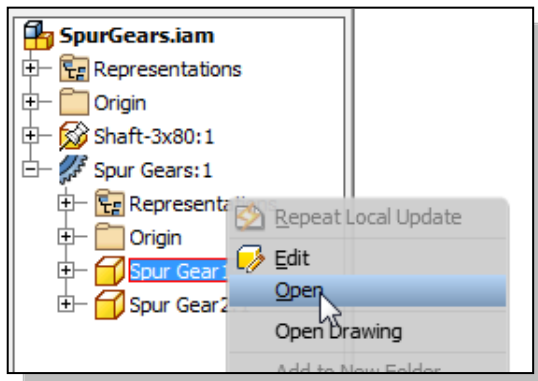 SpurGears.iam
Representations
Origin
Shaft-3x80:1
Spur Gears:1
Representations
Repeat Local Update
Origin
Edit
Spur Gear1
Open
Spur Gear2
Open Drawing
Add to New Folder